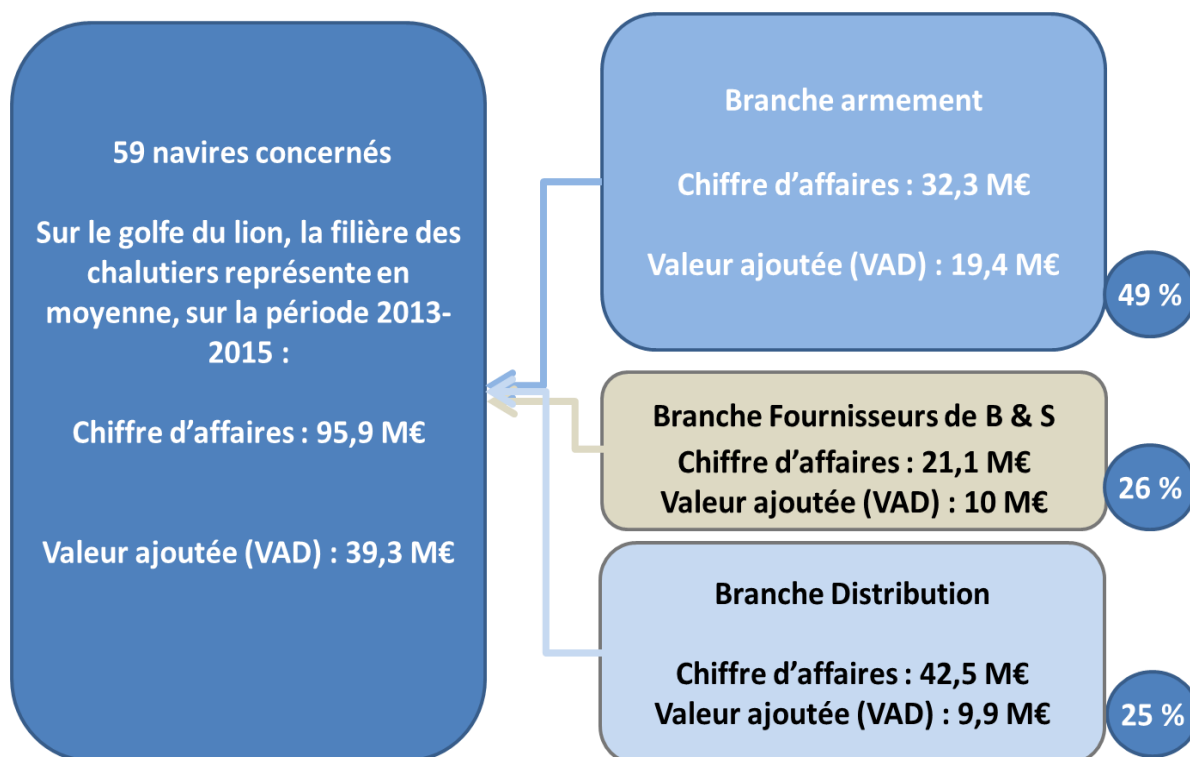 59 navires concernés
Sur le golfe du lion, la filière des
chalutiers représente en
moyenne, sur la période 2013-
2015 :
Chiffre d’affaires : 95,9 M€
Valeur ajoutée (VAD) : 39,3 M€
Branche armement
Chiffre d’affaires : 32,3 M€
Valeur ajoutée (VAD) : 19,4 M€
49 %
Branche Fournisseurs de B & S
Chiffre d’affaires : 21,1 M€
Valeur ajoutée (VAD) : 10 M€
26 %
Branche Distribution
Chiffre d’affaires : 42,5 M€
Valeur ajoutée (VAD) : 9,9 M€
25 %